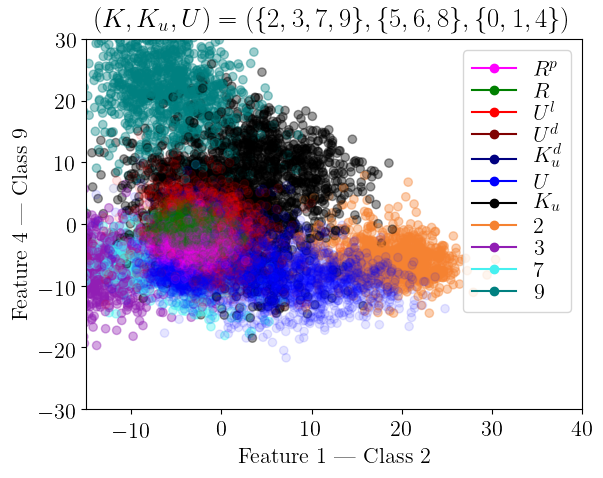 (K, K_u, U) = ({2, 3, 7, 9}, {5, 6, 8}, {0, 1, 4})
30
20
10
0
−10
−20
−30
Feature 4 — Class 9
−10
0
10
20
30
40
Feature 1 — Class 2
R^p
R
U^l
U^d
K_u^d
U
K_u
2
3
7
9